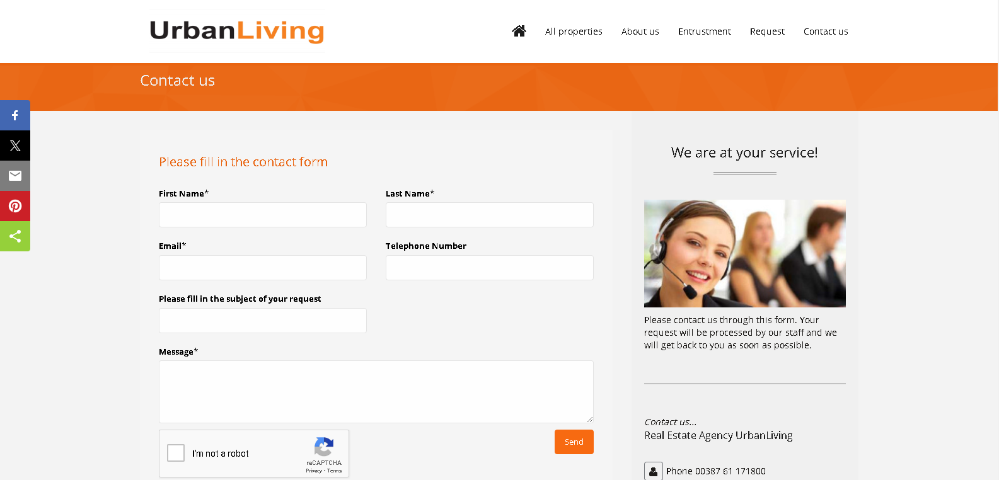 UrbanLiving
All properties
About us
Entrustment
Request
Contact us
Contact us
Please fill in the contact form
First Name*
Last Name*
Email*
Telephone Number
Please fill in the subject of your request
Message*
I'm not a robot
reCAPTCHA
Privacy - Terms
Send
We are at your service!
Please contact us through this form. Your
request will be processed by our staff and we
will get back to you as soon as possible.
Contact us...
Real Estate Agency UrbanLiving
Phone 00387 61 171800